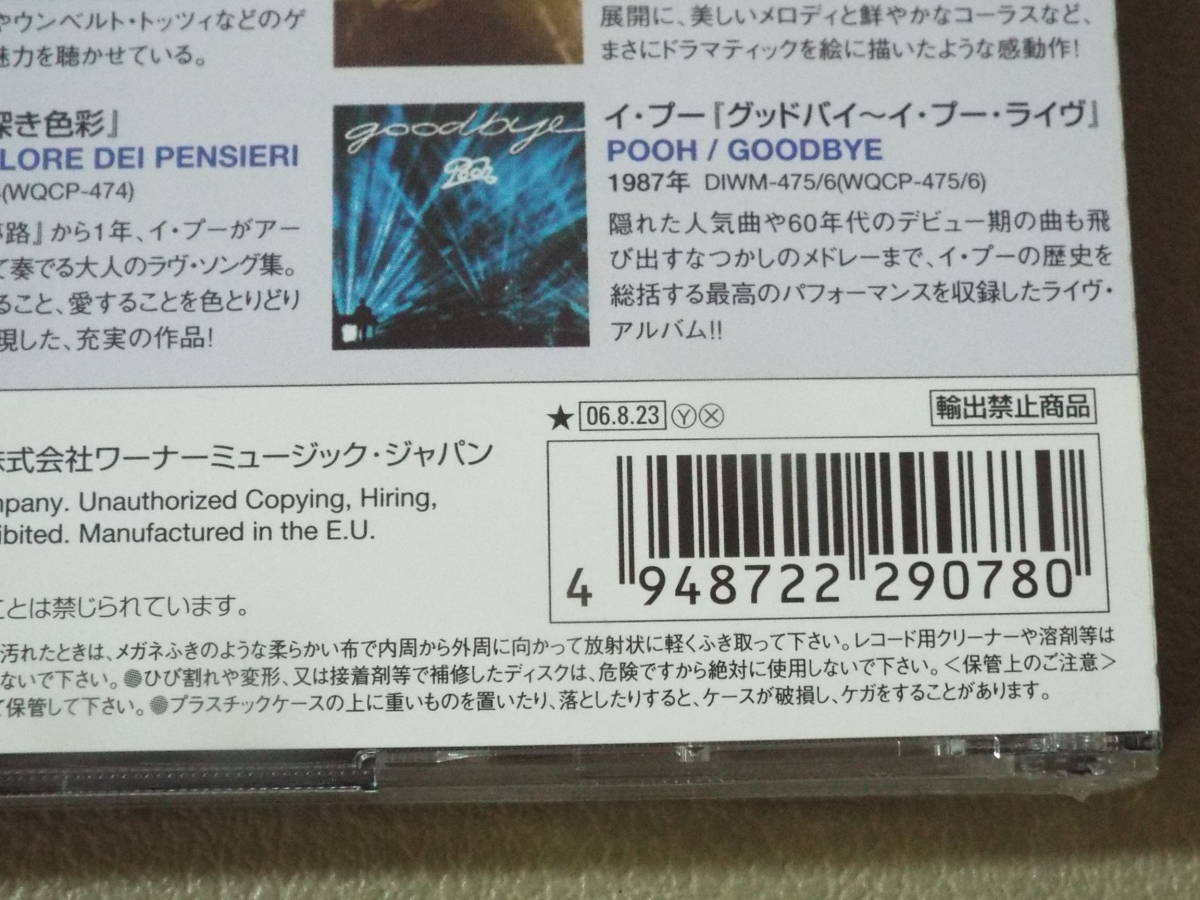 やウンベルト・トッツィなどのゲ
魅力を聴かせている。
深き色彩』
LORE DEI PENSIERI
(WQCP-474)
路』から1年、イ・プーがアー
て奏でる大人のラヴ・ソング集。
ること、愛することを色とりどり
現した、充実の作品!
展開に、美しいメロディと鮮やかなコーラスなど、
まさにドラマティックを絵に描いたような感動作!
goodbye
Pooh
イ・プー『グッドバイ〜イ・プー・ライヴ』
POOH / GOODBYE
1987年 DIWM-475/6(WQCP-475/6)
隠れた人気曲や60年代のデビュー期の曲も飛
び出すなつかしのメドレーまで、イ・プーの歴史を
総括する最高のパフォーマンスを収録したライヴ・
アルバム!!
★ 06.8.23 Ⓨ Ⓧ
輸出禁止商品
株式会社ワーナーミュージック・ジャパン
mpany. Unauthorized Copying, Hiring,
ibited. Manufactured in the E.U.
4 948722 290780
ことは禁じられています。
汚れたときは、メガネふきのような柔らかい布で内周から外周に向かって放射状に軽くふき取って下さい。レコード用クリーナーや溶剤等は
ないで下さい。●ひび割れや変形、又は接着剤等で補修したディスクは、危険ですから絶対に使用しないで下さい。<保管上のご注意>
て保管して下さい。●プラスチックケースの上に重いものを置いたり、落としたりすると、ケースが破損し、ケガをすることがあります。